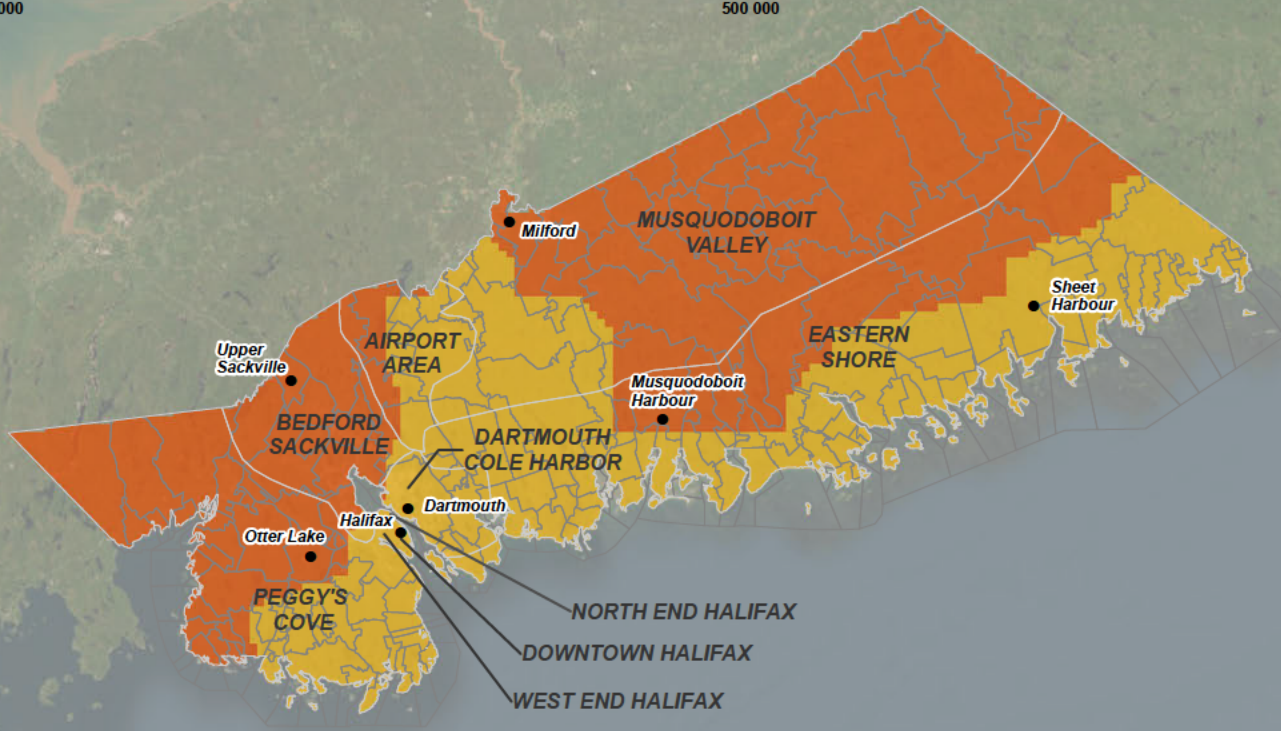 000
500 000
Milford
MUSQUODOBOIT
VALLEY
Sheet
Harbour
AIRPORT
AREA
EASTERN
SHORE
Upper
Sackville
Musquodoboit
Harbour
BEDFORD
SACKVILLE
DARTMOUTH
COLE HARBOR
Dartmouth
Halifax
Otter Lake
PEGGY'S
COVE
NORTH END HALIFAX
DOWNTOWN HALIFAX
WEST END HALIFAX